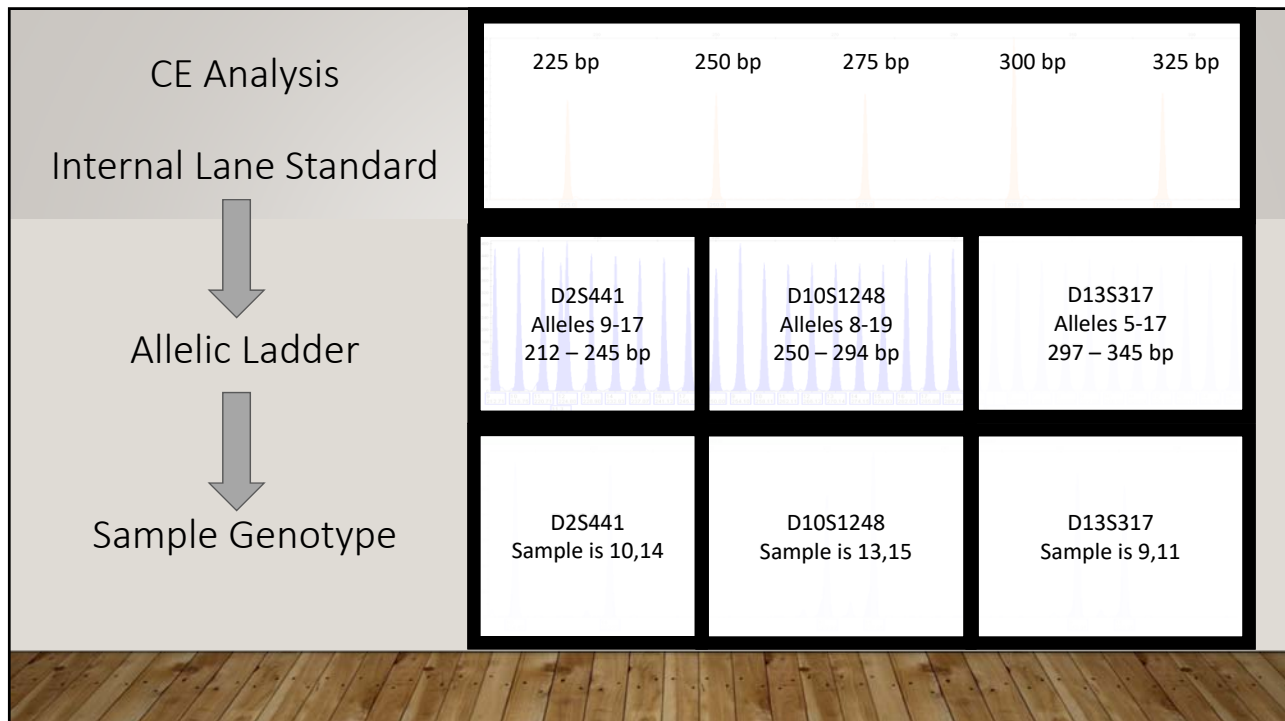 CE Analysis
Internal Lane Standard
225 bp 250 bp 275 bp 300 bp 325 bp
Allelic Ladder
D2S441
Alleles 9-17
212 – 245 bp
D10S1248
Alleles 8-19
250 – 294 bp
D13S317
Alleles 5-17
297 – 345 bp
Sample Genotype
D2S441
Sample is 10,14
D10S1248
Sample is 13,15
D13S317
Sample is 9,11